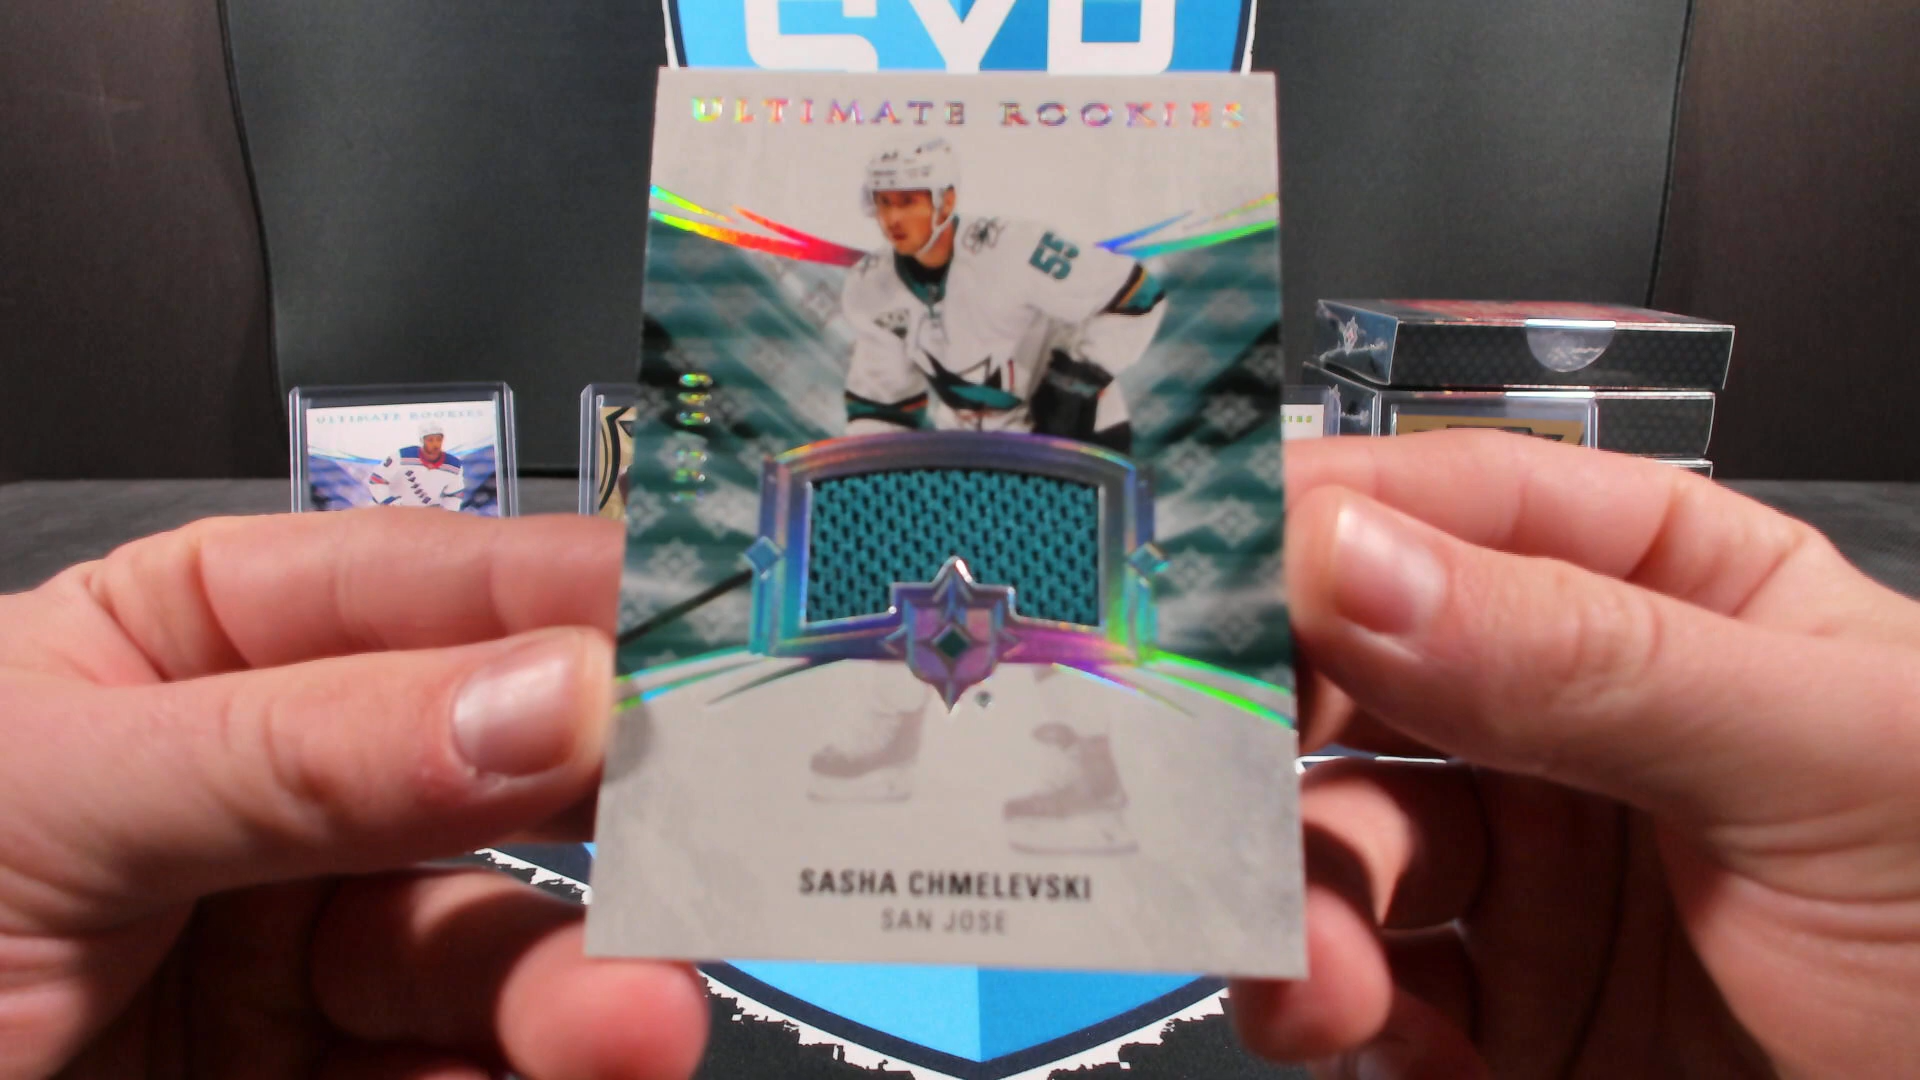 ULTIMATE ROOKIES
55
ULTIMATE ROOKIES
SASHA CHMELEVSKI
SAN JOSE